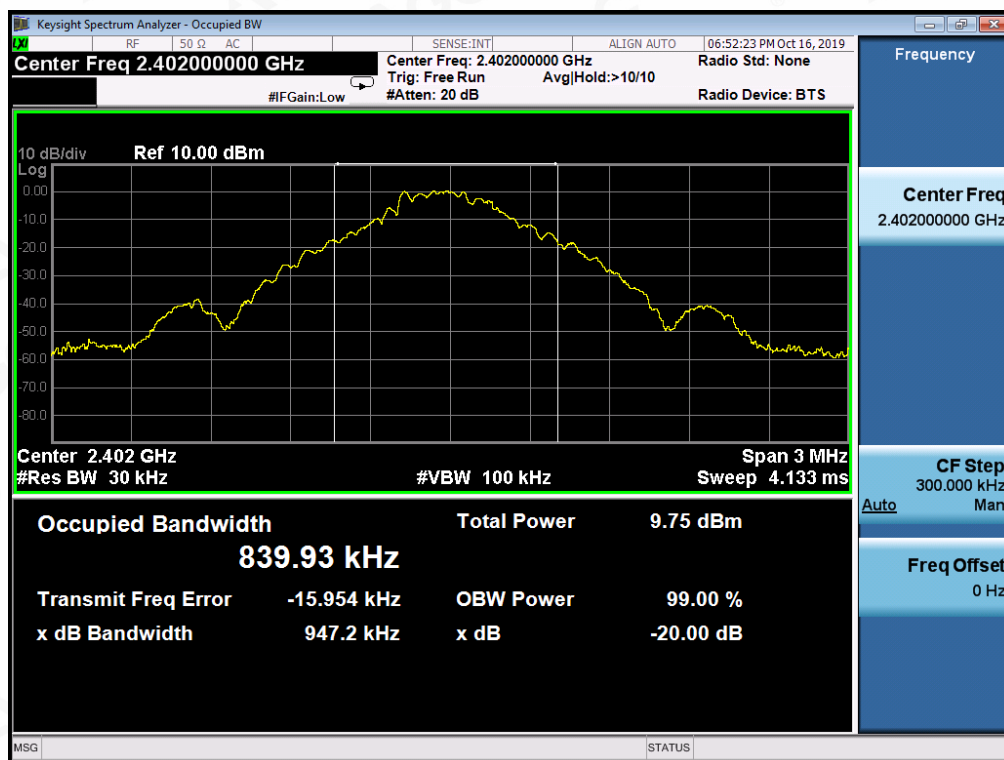 Keysight Spectrum Analyzer - Occupied BW
LXI RF 50 Ω AC SENSE:INT ALIGN AUTO 06:52:23 PM Oct 16, 2019
Center Freq 2.402000000 GHz
Center Freq: 2.402000000 GHz Radio Std: None
Trig: Free Run Avg|Hold:>10/10
#IFGain:Low #Atten: 20 dB Radio Device: BTS
10 dB/div Ref 10.00 dBm
Log
0.00
-10.0
-20.0
-30.0
-40.0
-50.0
-60.0
-70.0
-80.0
Center 2.402 GHz Span 3 MHz
#Res BW 30 kHz #VBW 100 kHz Sweep 4.133 ms
Occupied Bandwidth Total Power 9.75 dBm
839.93 kHz
Transmit Freq Error -15.954 kHz OBW Power 99.00 %
x dB Bandwidth 947.2 kHz x dB -20.00 dB
Frequency
Center Freq
2.402000000 GHz
CF Step
300.000 kHz
Auto Man
Freq Offset
0 Hz
MSG STATUS